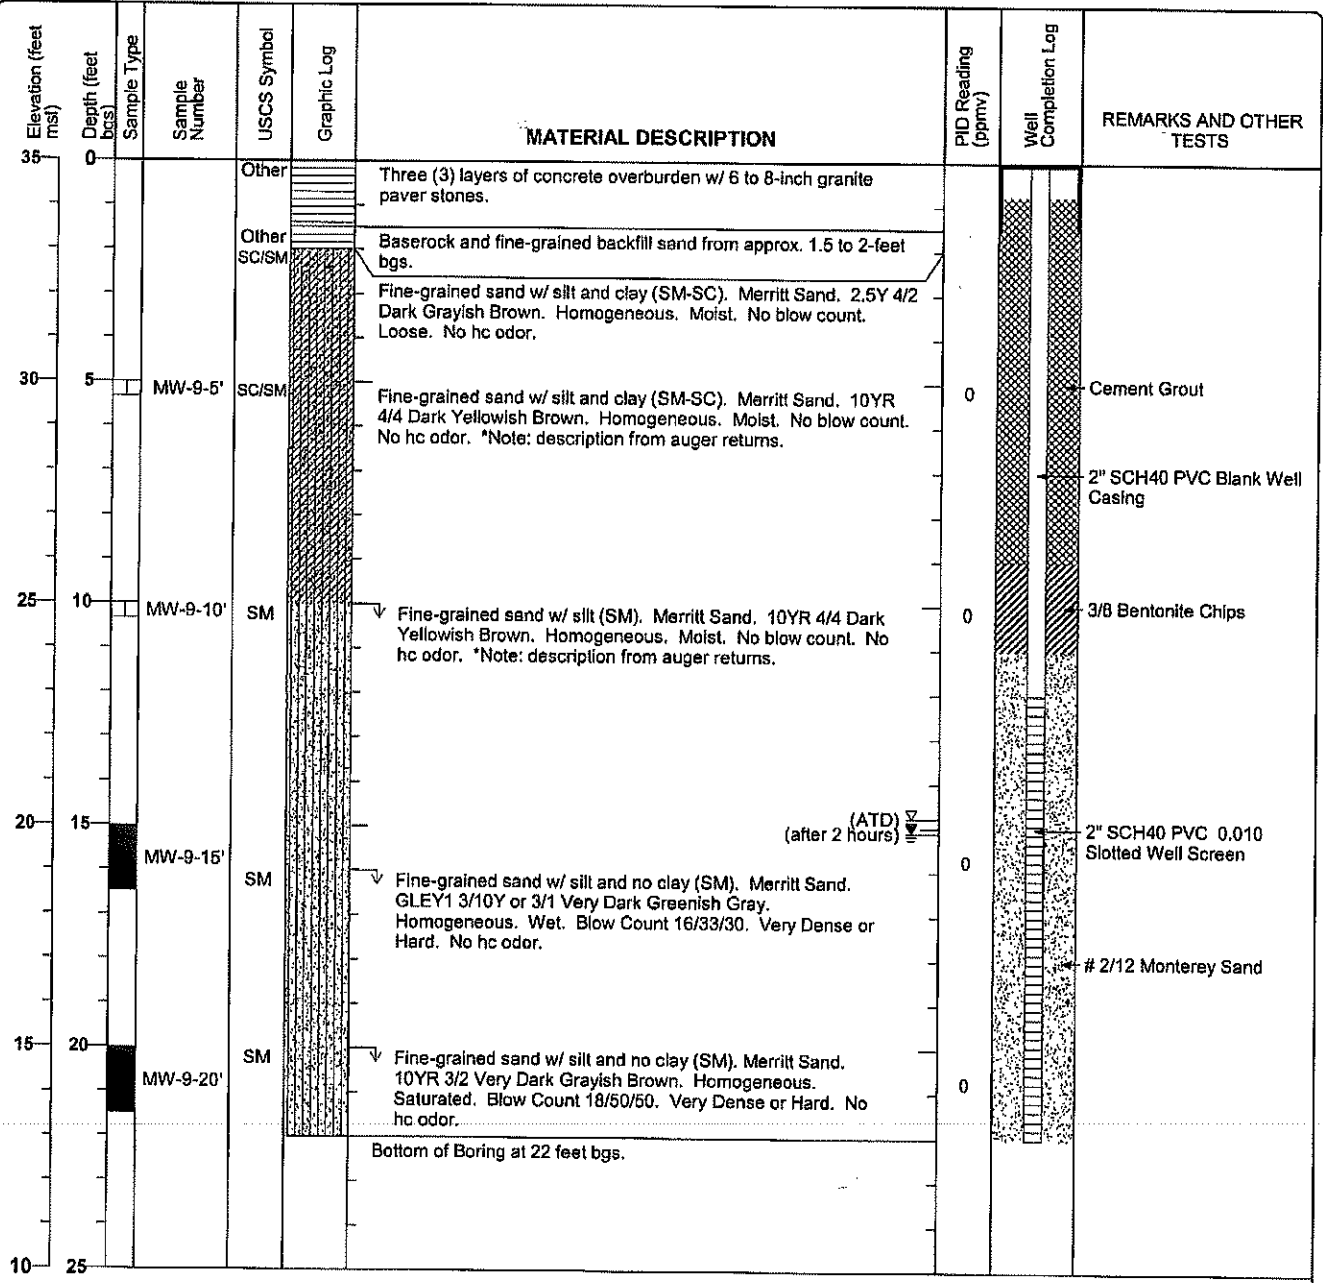 Elevation (feet
msl)
Depth (feet
bgs)
Sample Type
Sample
Number
USCS Symbol
Graphic Log
MATERIAL DESCRIPTION
PID Reading
(ppmv)
Well
Completion Log
REMARKS AND OTHER
TESTS
35 0
Other
Three (3) layers of concrete overburden w/ 6 to 8-inch granite
paver stones.
Other
Baserock and fine-grained backfill sand from approx. 1.5 to 2-feet
bgs.
SC/SM
Fine-grained sand w/ silt and clay (SM-SC). Merritt Sand. 2.5Y 4/2
Dark Grayish Brown. Homogeneous. Moist. No blow count.
Loose. No hc odor.
30 5 MW-9-5' SC/SM
Fine-grained sand w/ silt and clay (SM-SC). Merritt Sand. 10YR
4/4 Dark Yellowish Brown. Homogeneous. Moist. No blow count.
No hc odor. *Note: description from auger returns.
0
Cement Grout
2" SCH40 PVC Blank Well
Casing
25 10 MW-9-10' SM
Fine-grained sand w/ silt (SM). Merritt Sand. 10YR 4/4 Dark
Yellowish Brown. Homogeneous. Moist. No blow count. No
hc odor. *Note: description from auger returns.
0
3/8 Bentonite Chips
20 15
(ATD)
(after 2 hours)
2" SCH40 PVC 0.010
Slotted Well Screen
MW-9-15' SM
0
Fine-grained sand w/ silt and no clay (SM). Merritt Sand.
GLEY1 3/10Y or 3/1 Very Dark Greenish Gray.
Homogeneous. Wet. Blow Count 16/33/30. Very Dense or
Hard. No hc odor.
# 2/12 Monterey Sand
15 20 MW-9-20' SM
Fine-grained sand w/ silt and no clay (SM). Merritt Sand.
10YR 3/2 Very Dark Grayish Brown. Homogeneous.
Saturated. Blow Count 18/50/50. Very Dense or Hard. No
hc odor.
0
Bottom of Boring at 22 feet bgs.
10 25